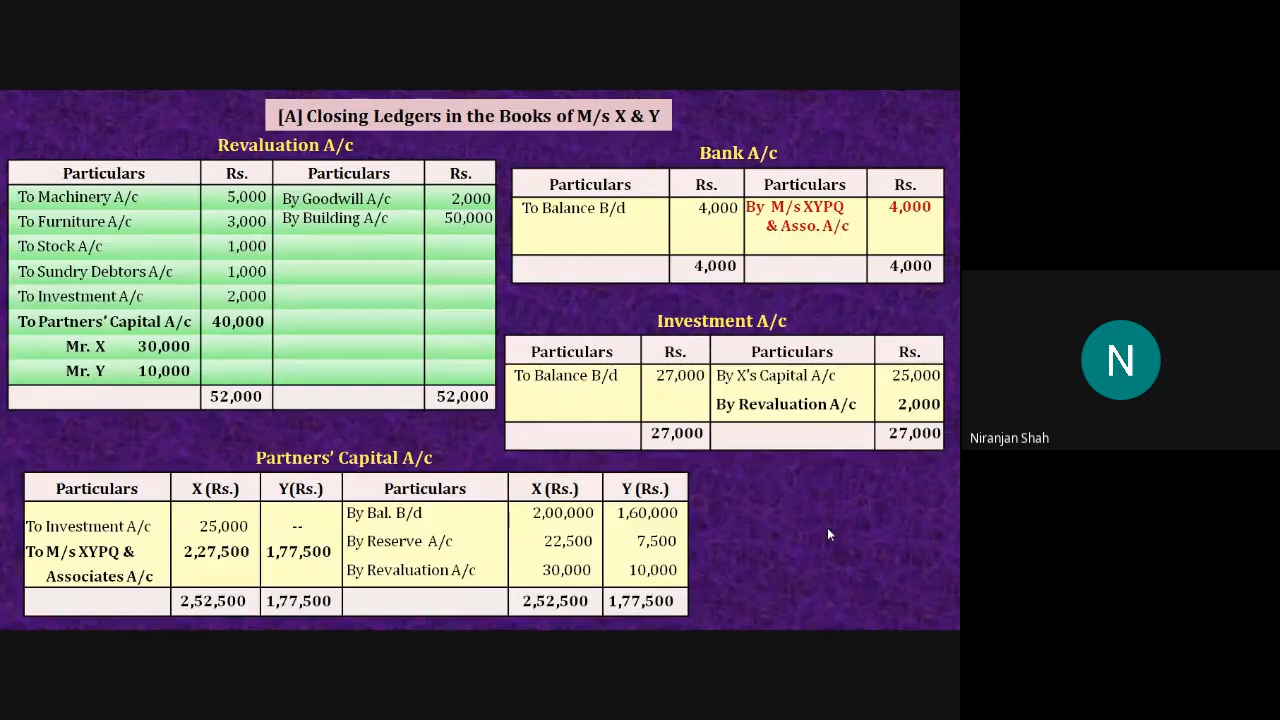 [A] Closing Ledgers in the Books of M/s X & Y
Revaluation A/c
Particulars Rs. Particulars Rs.
To Machinery A/c 5,000 By Goodwill A/c 2,000
To Furniture A/c 3,000 By Building A/c 50,000
To Stock A/c 1,000
To Sundry Debtors A/c 1,000
To Investment A/c 2,000
To Partners' Capital A/c 40,000
Mr. X 30,000
Mr. Y 10,000
52,000 52,000
Bank A/c
Particulars Rs. Particulars Rs.
To Balance B/d 4,000 By M/s XYPQ 4,000
& Asso. A/c
4,000 4,000
Investment A/c
Particulars Rs. Particulars Rs.
To Balance B/d 27,000 By X's Capital A/c 25,000
By Revaluation A/c 2,000
27,000 27,000
Partners' Capital A/c
Particulars X (Rs.) Y(Rs.) Particulars X (Rs.) Y (Rs.)
By Bal. B/d 2,00,000 1,60,000
To Investment A/c 25,000 --
By Reserve A/c 22,500 7,500
To M/s XYPQ & 2,27,500 1,77,500
Associates A/c
By Revaluation A/c 30,000 10,000
2,52,500 1,77,500 2,52,500 1,77,500
N
Niranjan Shah